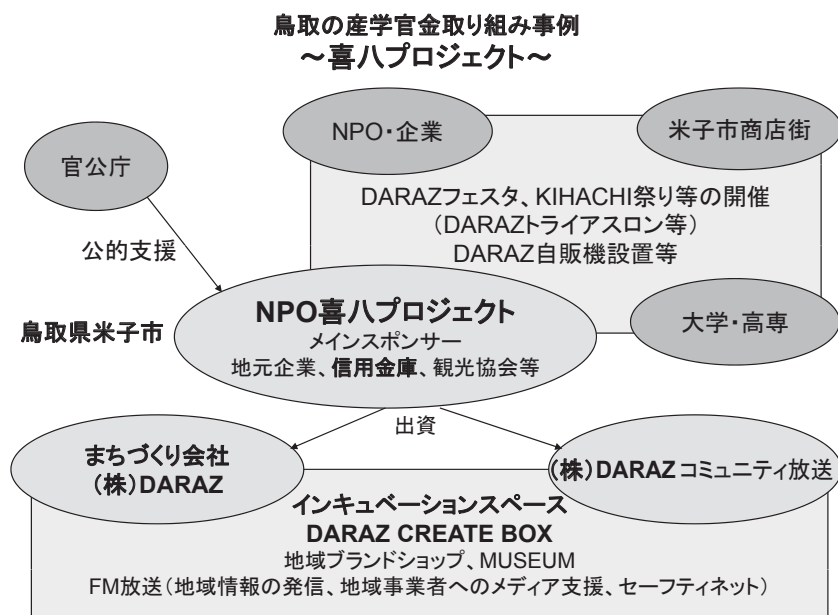 鳥取の産学官金取り組み事例
～喜八プロジェクト～
NPO・企業
米子市商店街
官公庁
DARAZフェスタ、KIHACHI祭り等の開催
（DARAZトライアスロン等）
DARAZ自販機設置等
公的支援
鳥取県米子市
NPO喜八プロジェクト
メインスポンサー
地元企業、信用金庫、観光協会等
大学・高専
出資
まちづくり会社
（株）DARAZ
（株）DARAZ コミュニティ放送
インキュベーションスペース
DARAZ CREATE BOX
地域ブランドショップ、MUSEUM
FM放送（地域情報の発信、地域事業者へのメディア支援、セーフティネット）